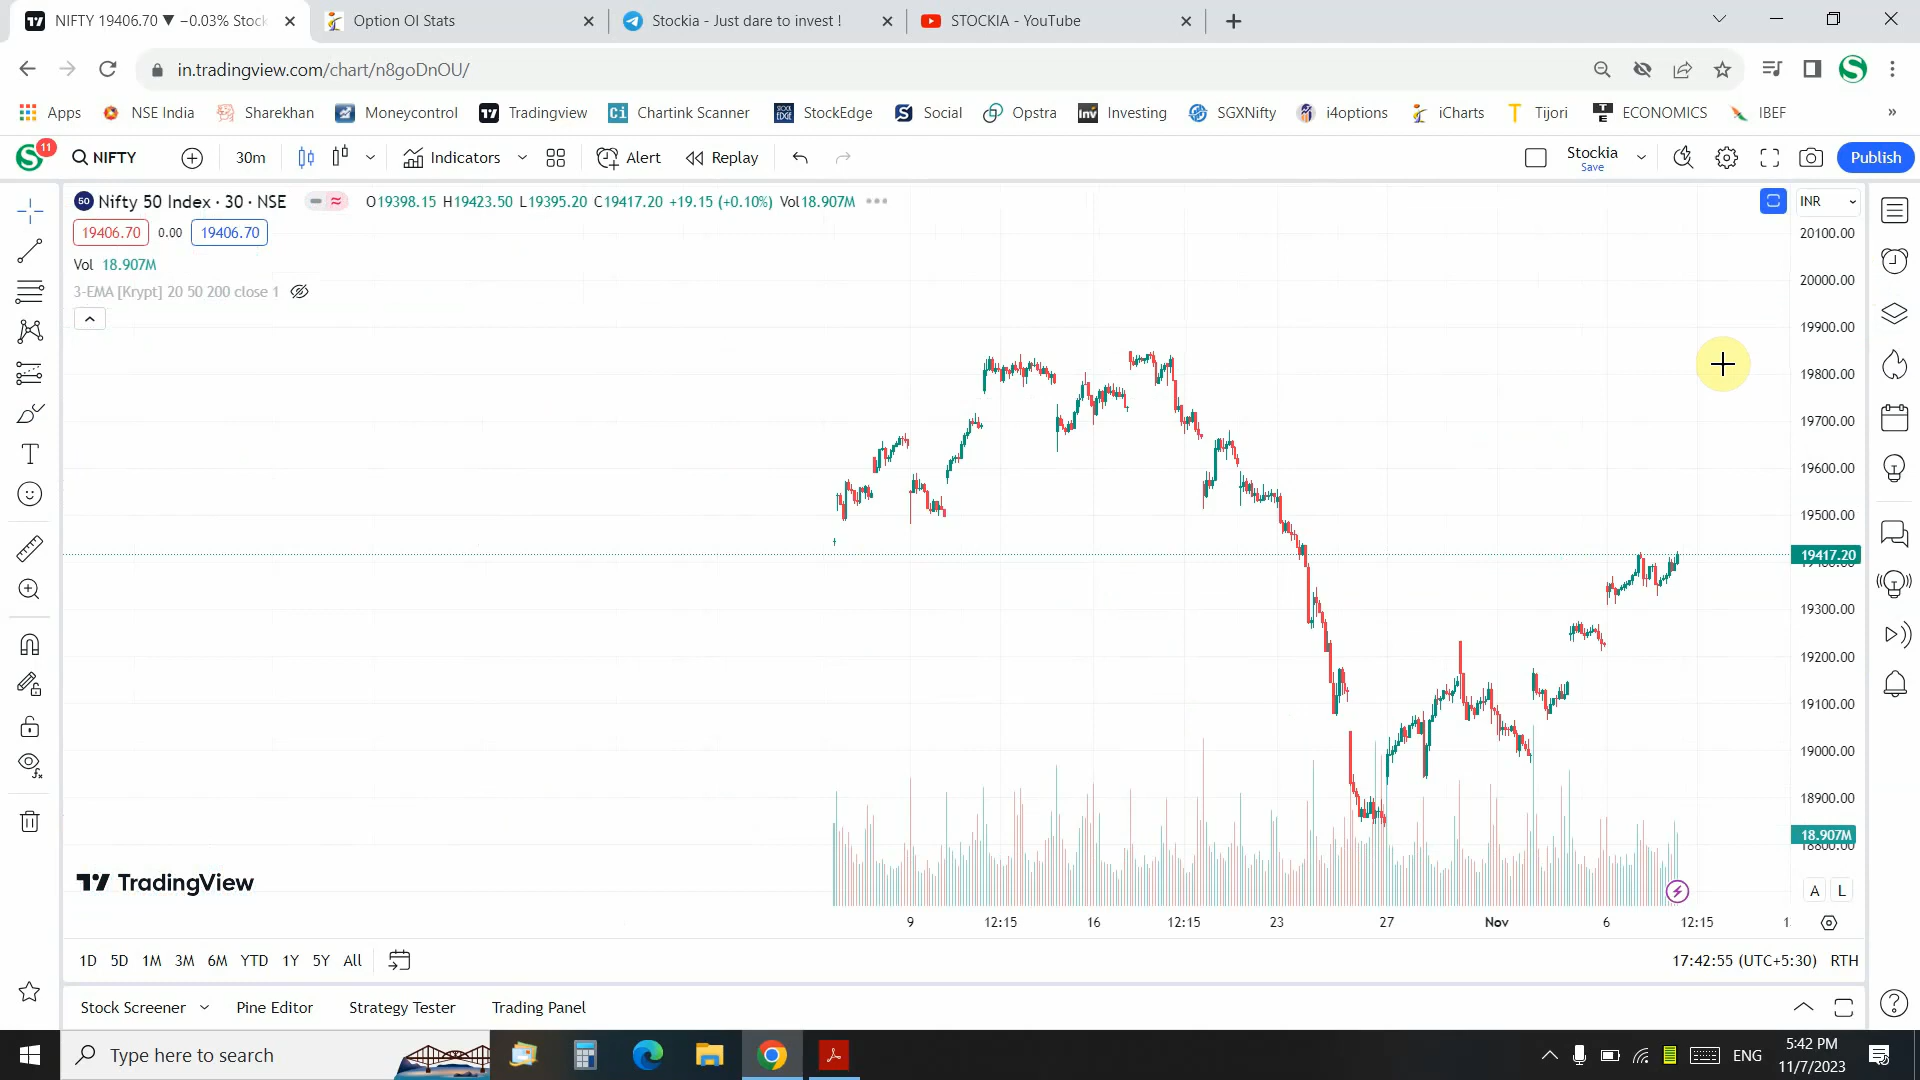 NIFTY 19406.70 ▼ −0.03% Stock
Option OI Stats
Stockia - Just dare to invest !
STOCKIA - YouTube
in.tradingview.com/chart/n8goDnOU/
Apps
NSE India
Sharekhan
Moneycontrol
Tradingview
Chartink Scanner
StockEdge
Social
Opstra
Investing
SGXNifty
i4options
iCharts
Tijori
ECONOMICS
IBEF
»
11
NIFTY
30m
Indicators
Alert
Replay
Stockia
Save
Publish
50 Nifty 50 Index · 30 · NSE
O19398.15 H19423.50 L19395.20 C19417.20 +19.15 (+0.10%) Vol18.907M
INR
19406.70 0.00 19406.70
Vol 18.907M
3-EMA [Krypt] 20 50 200 close 1
20100.00
20000.00
19900.00
19800.00
19700.00
19600.00
19500.00
19417.20
19300.00
19200.00
19100.00
19000.00
18900.00
18.907M
18800.00
TradingView
A L
9 12:15 16 12:15 23 27 Nov 6 12:15
1D 5D 1M 3M 6M YTD 1Y 5Y All
17:42:55 (UTC+5:30) RTH
Stock Screener
Pine Editor
Strategy Tester
Trading Panel
Type here to search
ENG
5:42 PM
11/7/2023